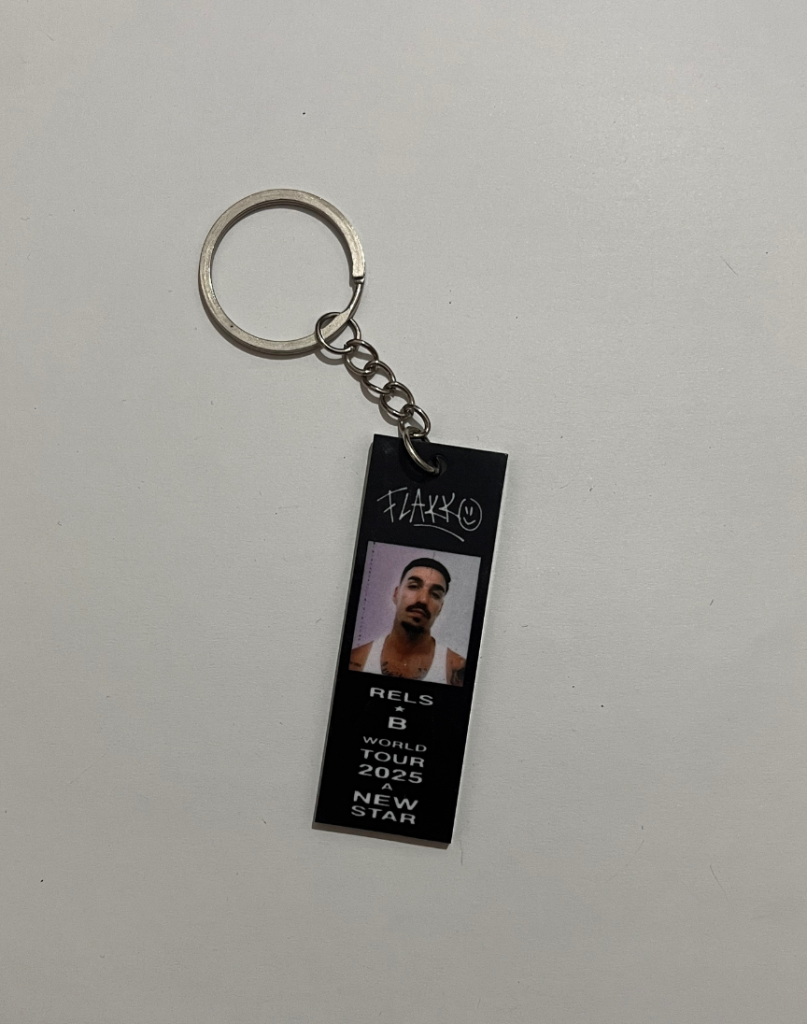 FLAKKO
RELS
★
B
WORLD
TOUR
2025
A
NEW
STAR